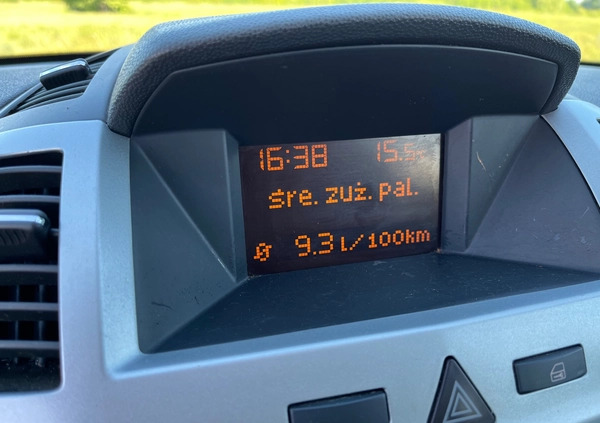 16:38 15.5
śre. zuż. pal.
9.3 l/100km